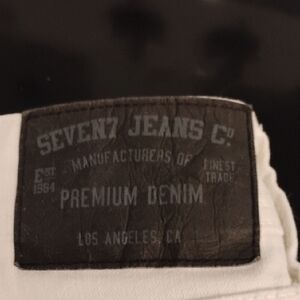 SEVEN7 JEANS Co
MANUFACTURERS OF
EST 1964
FINEST TRADE
PREMIUM DENIM
LOS ANGELES, CA